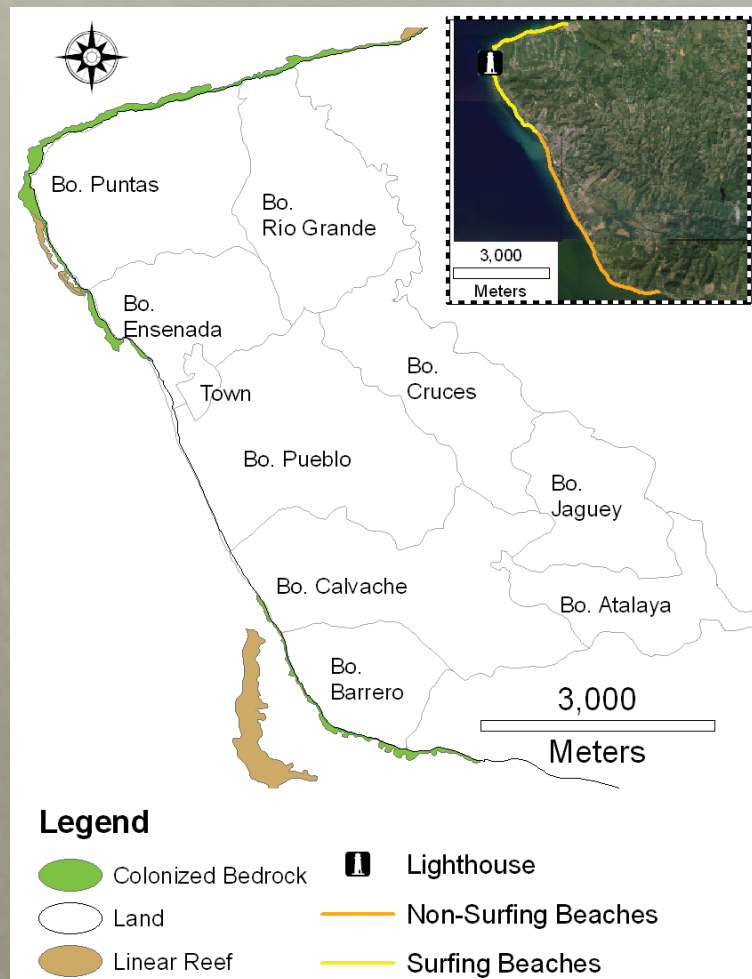 Bo. Puntas
Bo.
Río Grande
3,000
Meters
Bo.
Ensenada
Town
Bo.
Cruces
Bo. Pueblo
Bo.
Jaguey
Bo. Calvache
Bo. Atalaya
Bo.
Barrero
3,000
Meters
Legend
Colonized Bedrock
Land
Linear Reef
Lighthouse
Non-Surfing Beaches
Surfing Beaches